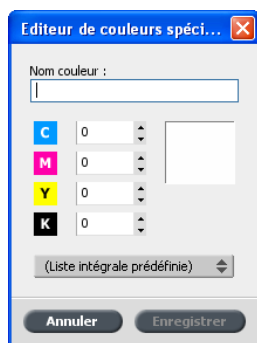 Editeur de couleurs spéci...
Nom couleur :
C 0
M 0
Y 0
K 0
(Liste intégrale prédéfinie)
Annuler Enregistrer